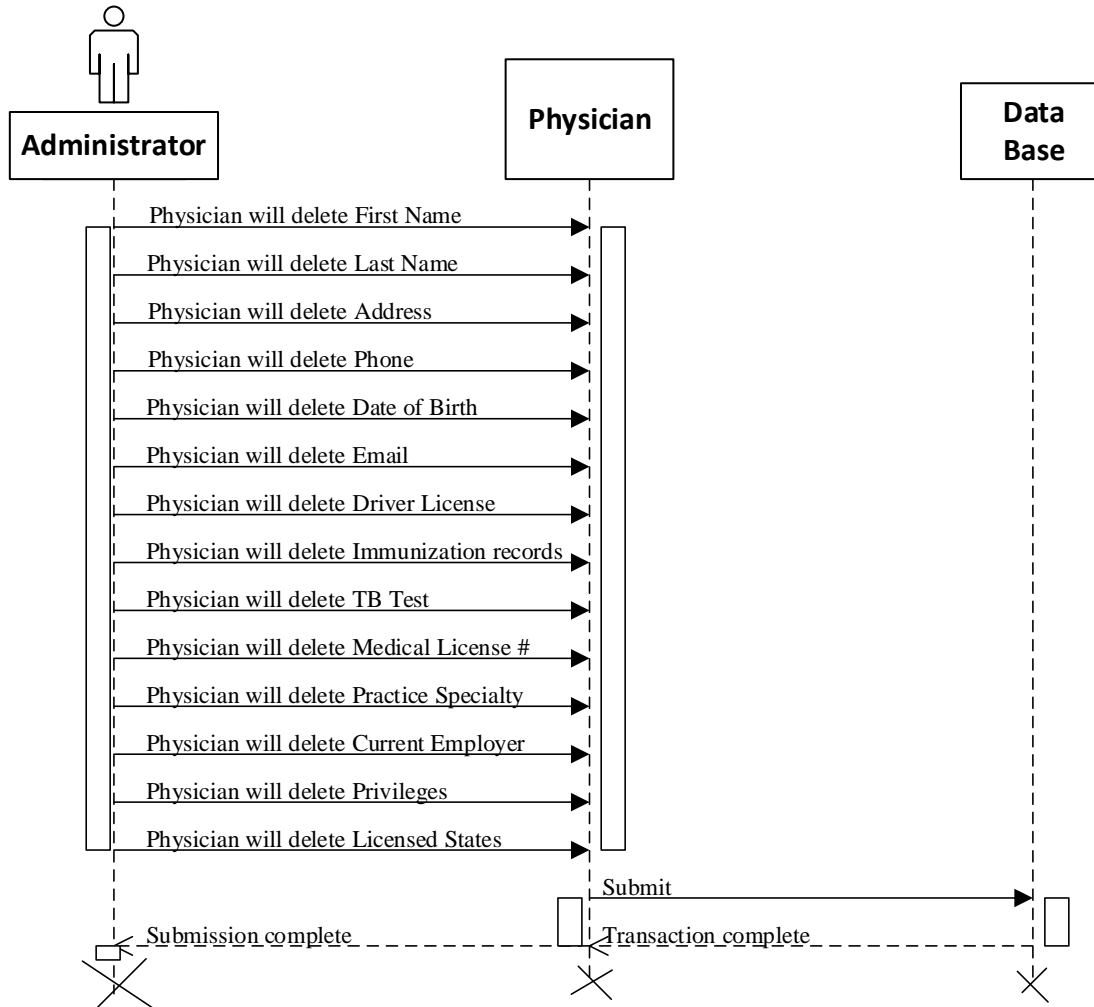 Administrator
Physician
Data
Base
Physician will delete First Name
Physician will delete Last Name
Physician will delete Address
Physician will delete Phone
Physician will delete Date of Birth
Physician will delete Email
Physician will delete Driver License
Physician will delete Immunization records
Physician will delete TB Test
Physician will delete Medical License #
Physician will delete Practice Specialty
Physician will delete Current Employer
Physician will delete Privileges
Physician will delete Licensed States
Submit
Submission complete
Transaction complete